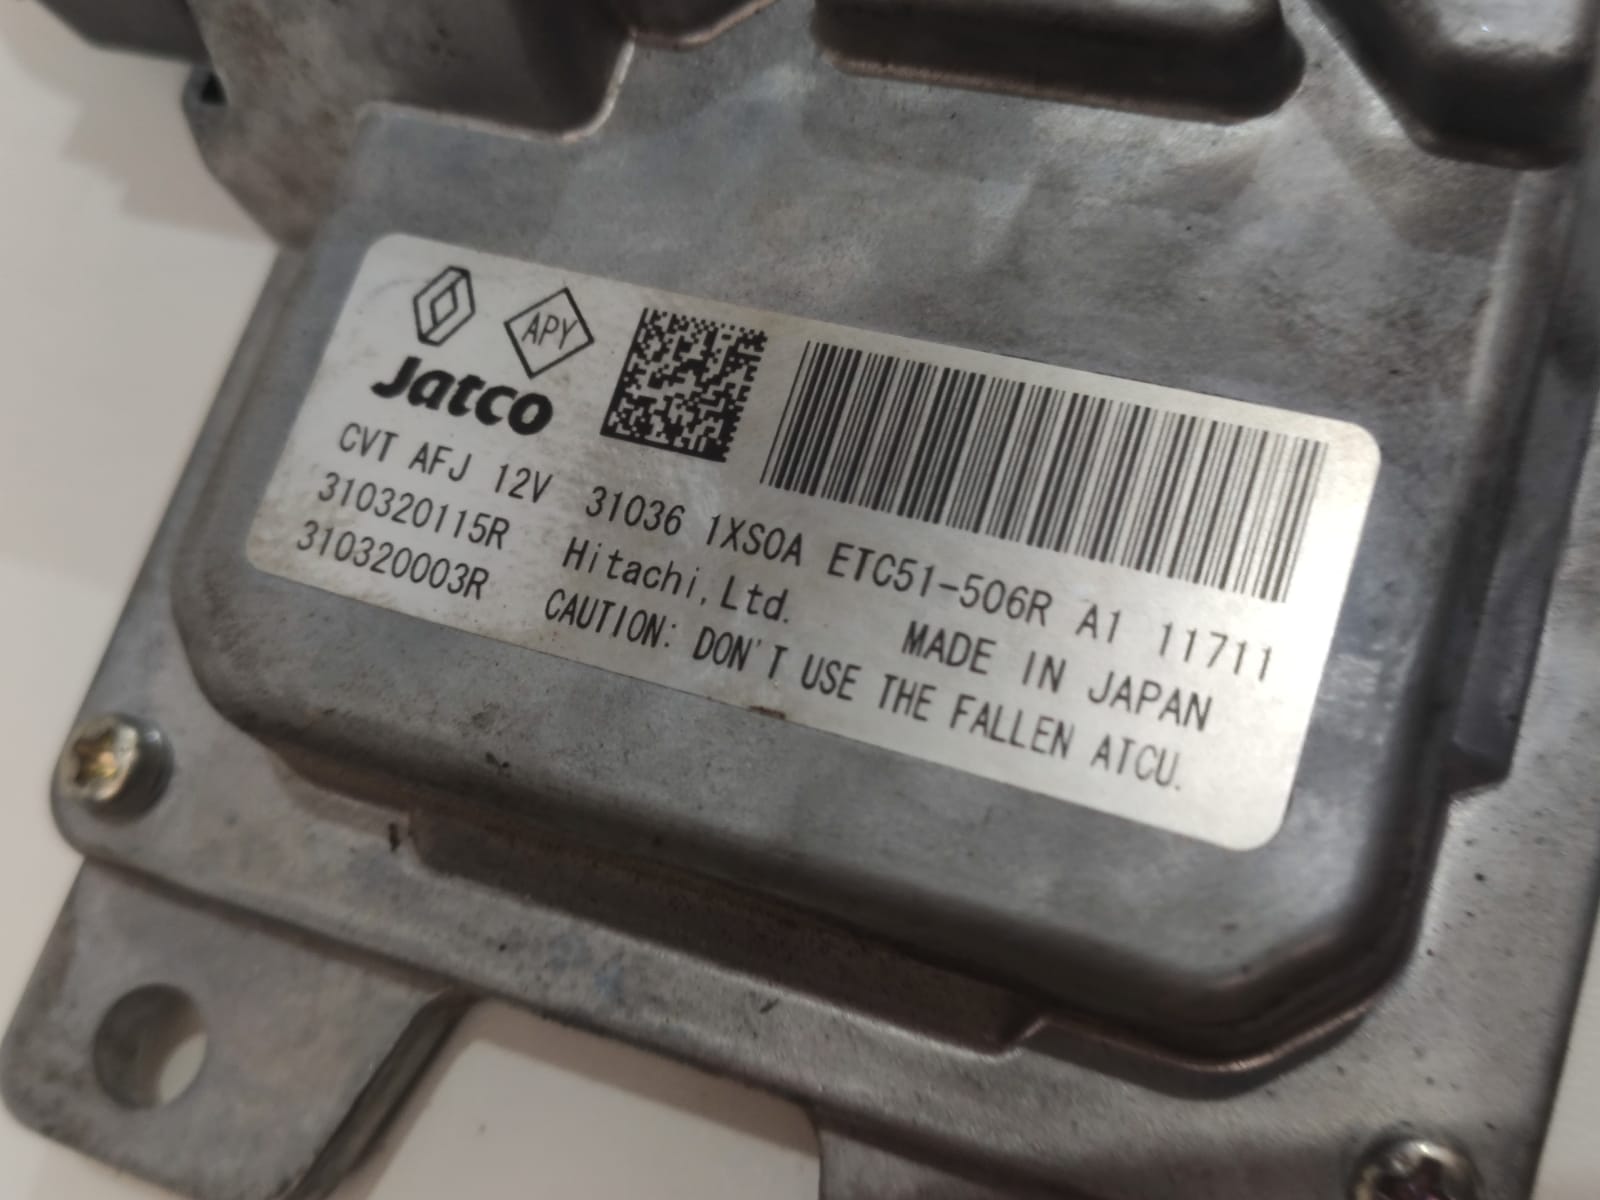 APY
Jatco
CVT AFJ 12V 31036 1XS0A ETC51-506R A1 11711
310320115R Hitachi, Ltd. MADE IN JAPAN
310320003R CAUTION: DON'T USE THE FALLEN ATCU.